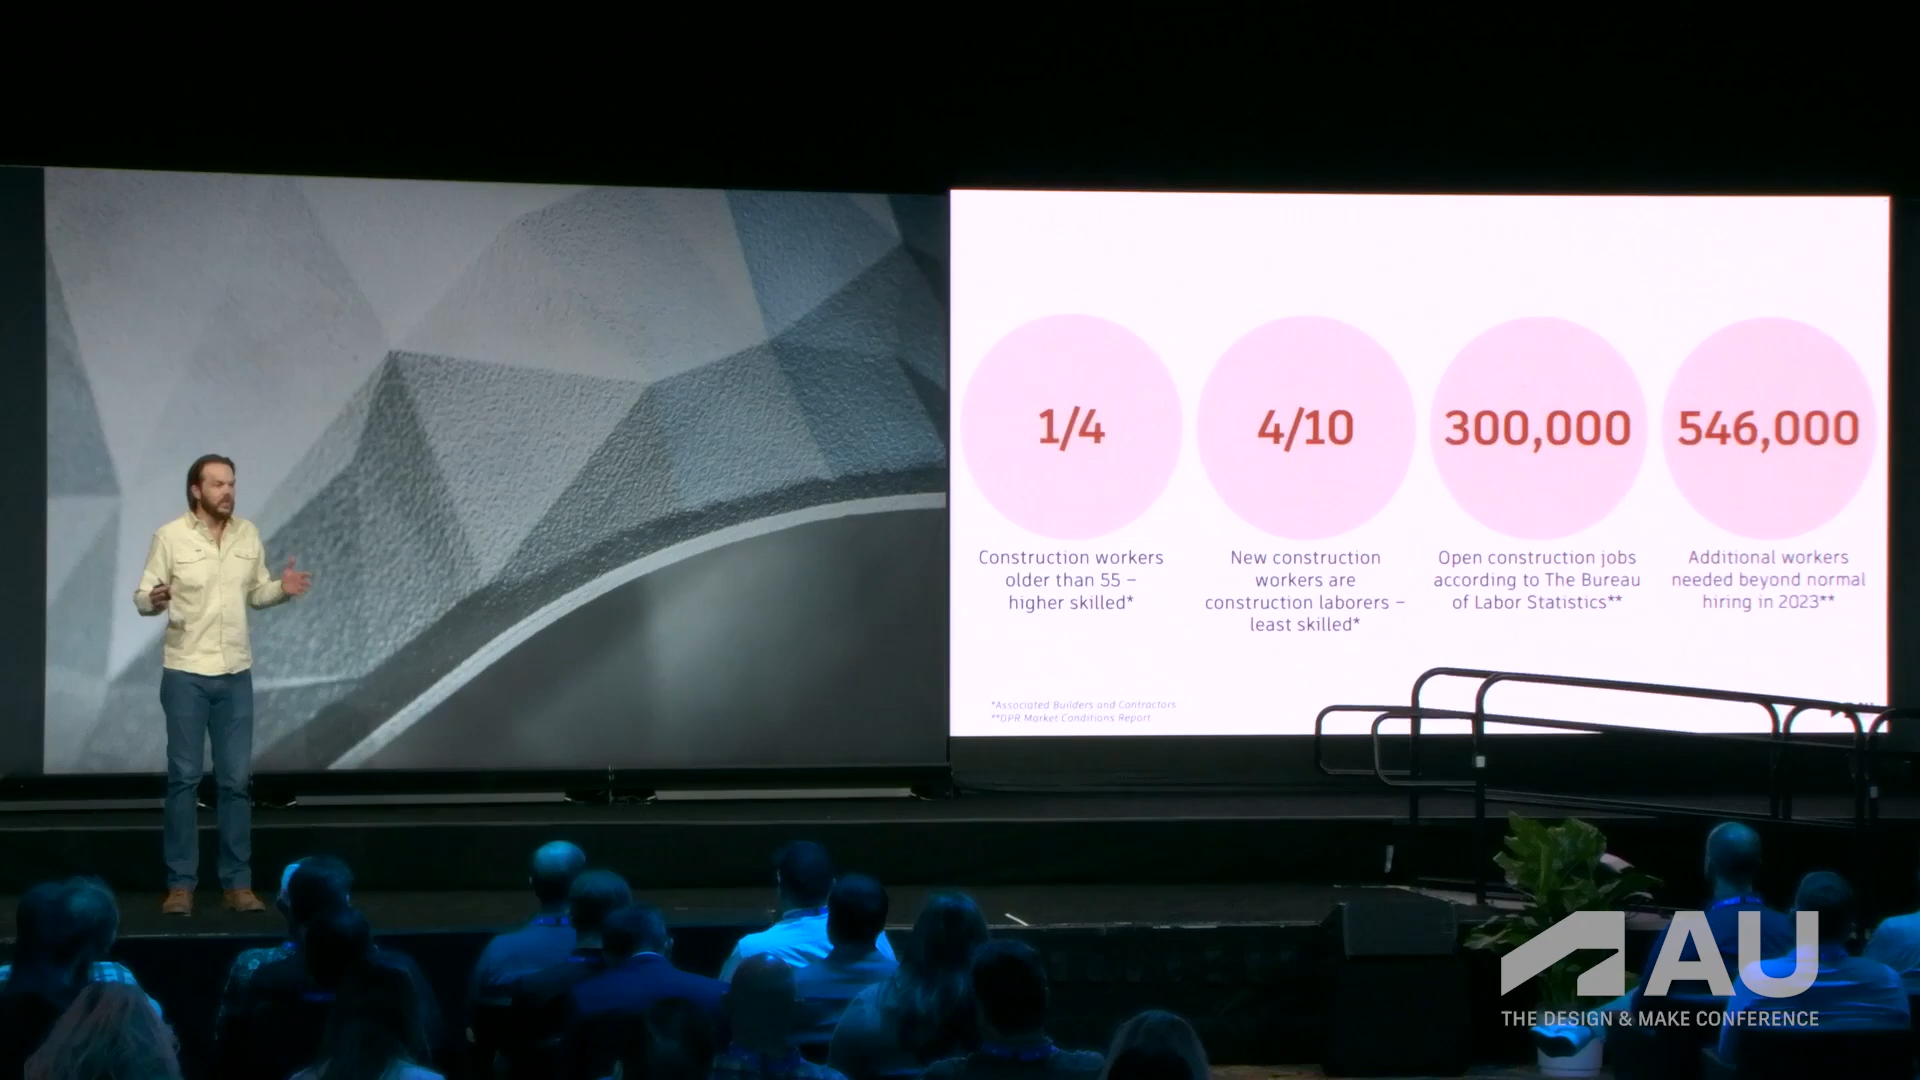 1/4
Construction workers
older than 55 –
higher skilled*
4/10
New construction
workers are
construction laborers –
least skilled*
300,000
Open construction jobs
according to The Bureau
of Labor Statistics**
546,000
Additional workers
needed beyond normal
hiring in 2023**
*Associated Builders and Contractors
**DPR Market Conditions Report
AU
THE DESIGN & MAKE CONFERENCE